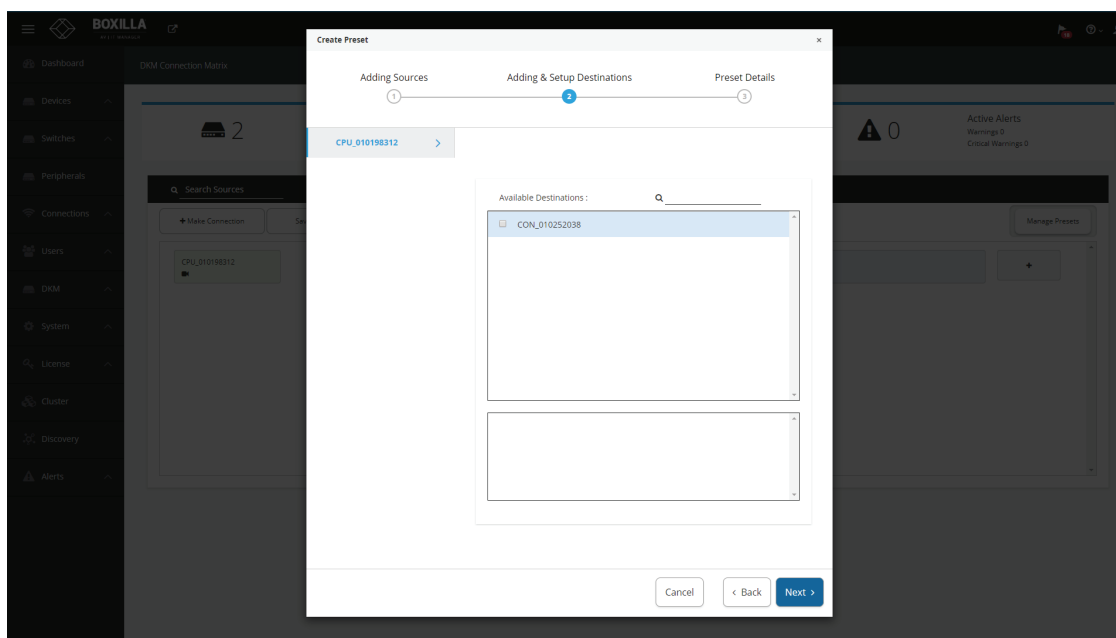 BOXILLA
Create Preset
×
Dashboard
DKM Connection Matrix
Adding Sources
Adding & Setup Destinations
Preset Details
1
2
3
Devices
2
0
Active Alerts
Warnings 0
Critical Warnings 0
Switches
CPU_010198312
Peripherals
Search Sources
Available Destinations :
Connections
+ Make Connection
Manage Presets
CON_010252038
Users
CPU_010198312
+
DKM
System
License
Cluster
Discovery
Alerts
Cancel
< Back
Next >